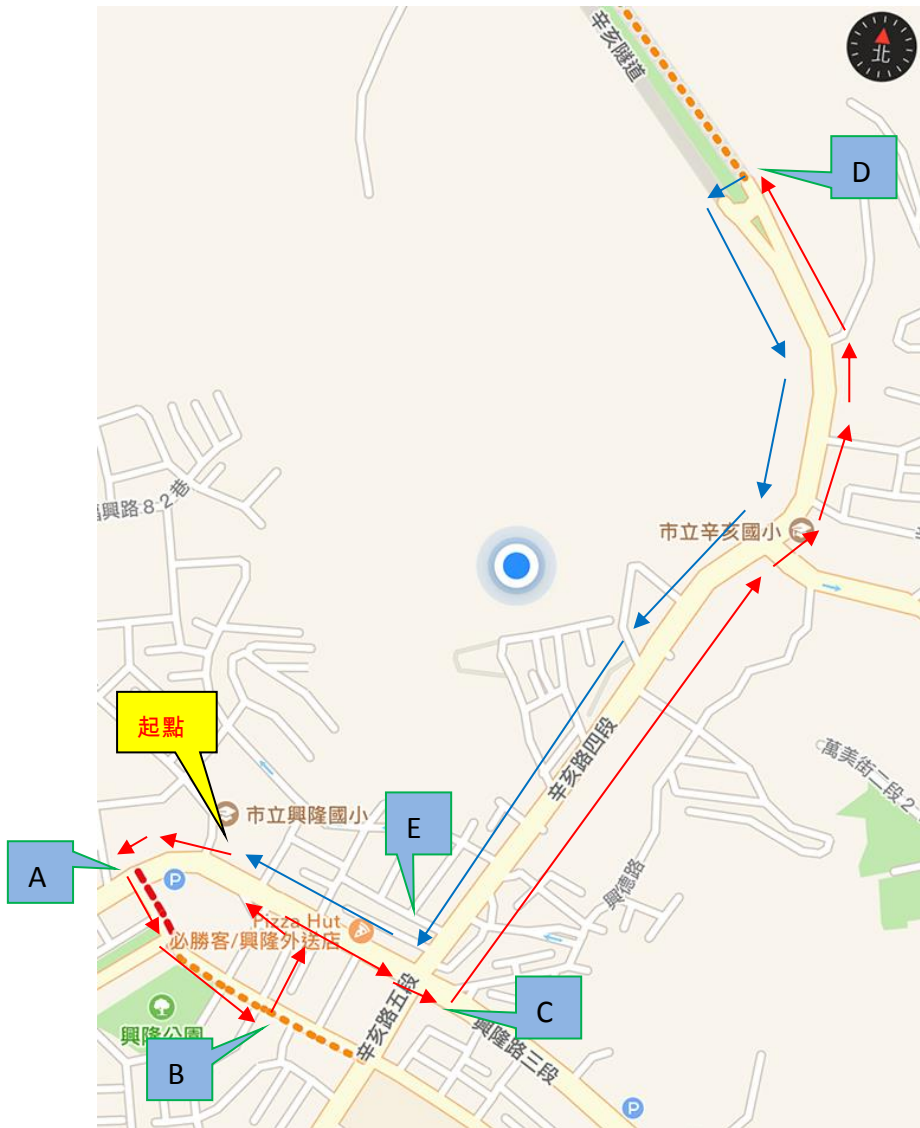 辛亥隧道
北
D
興路82巷
市立辛亥國小
起點
辛亥路四段
萬美街二段2
市立興隆國小
E
A
P
興德路
Pizza Hut
必勝客/興隆外送店
辛亥路五段
C
興隆公園
興隆路三段
B
P